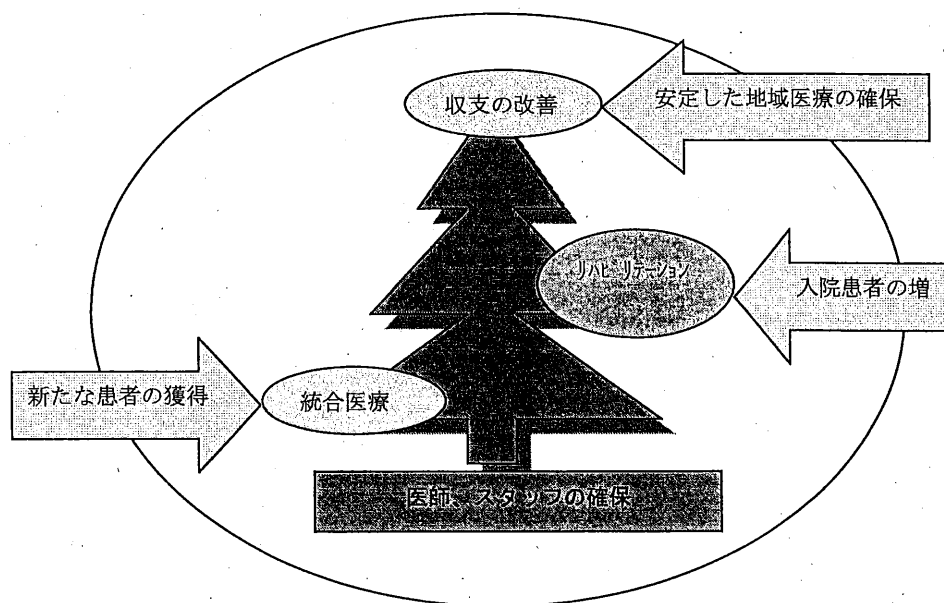 収支の改善
安定した地域医療の確保
ﾘﾊﾋﾞﾘﾃｰｼｮﾝ
入院患者の増
新たな患者の獲得
統合医療
医師、スタッフの確保